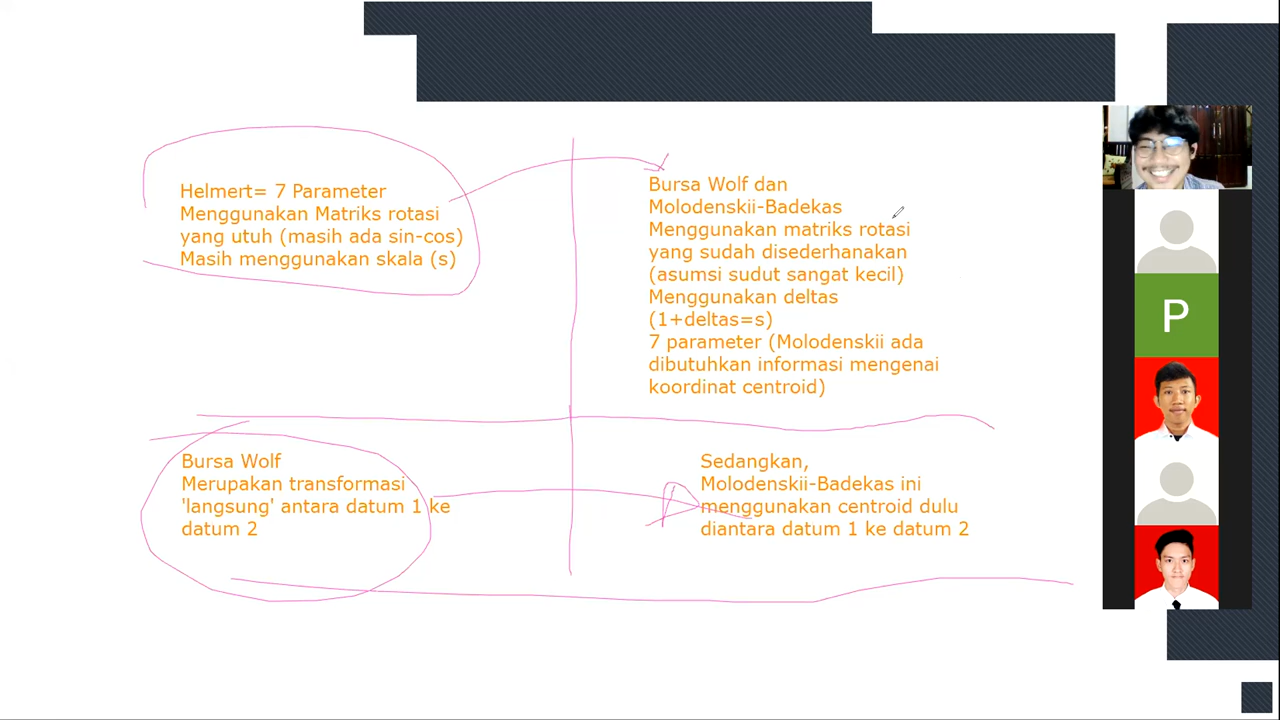 Helmert= 7 Parameter
Menggunakan Matriks rotasi
yang utuh (masih ada sin-cos)
Masih menggunakan skala (s)
Bursa Wolf dan
Molodenskii-Badekas
Menggunakan matriks rotasi
yang sudah disederhanakan
(asumsi sudut sangat kecil)
Menggunakan deltas
(1+deltas=s)
7 parameter (Molodenskii ada
dibutuhkan informasi mengenai
koordinat centroid)
Bursa Wolf
Merupakan transformasi
'langsung' antara datum 1 ke
datum 2
Sedangkan,
Molodenskii-Badekas ini
menggunakan centroid dulu
diantara datum 1 ke datum 2
P